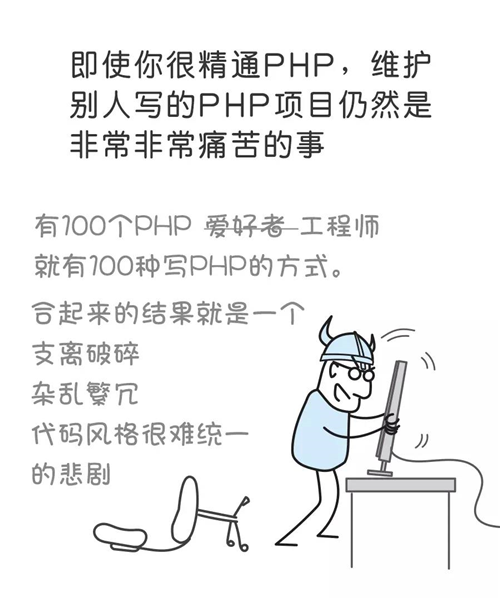 即使你很精通PHP，维护
别人写的PHP项目仍然是
非常非常痛苦的事
有100个PHP 爱好者 工程师
就有100种写PHP的方式。
合起来的结果就是一个
支离破碎
杂乱繁冗
代码风格很难统一
的悲剧